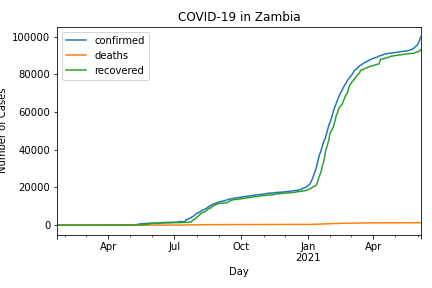 COVID-19 in Zambia
100000
80000
60000
40000
20000
0
Number of Cases
confirmed
deaths
recovered
Apr
Jul
Oct
Jan
2021
Apr
Day